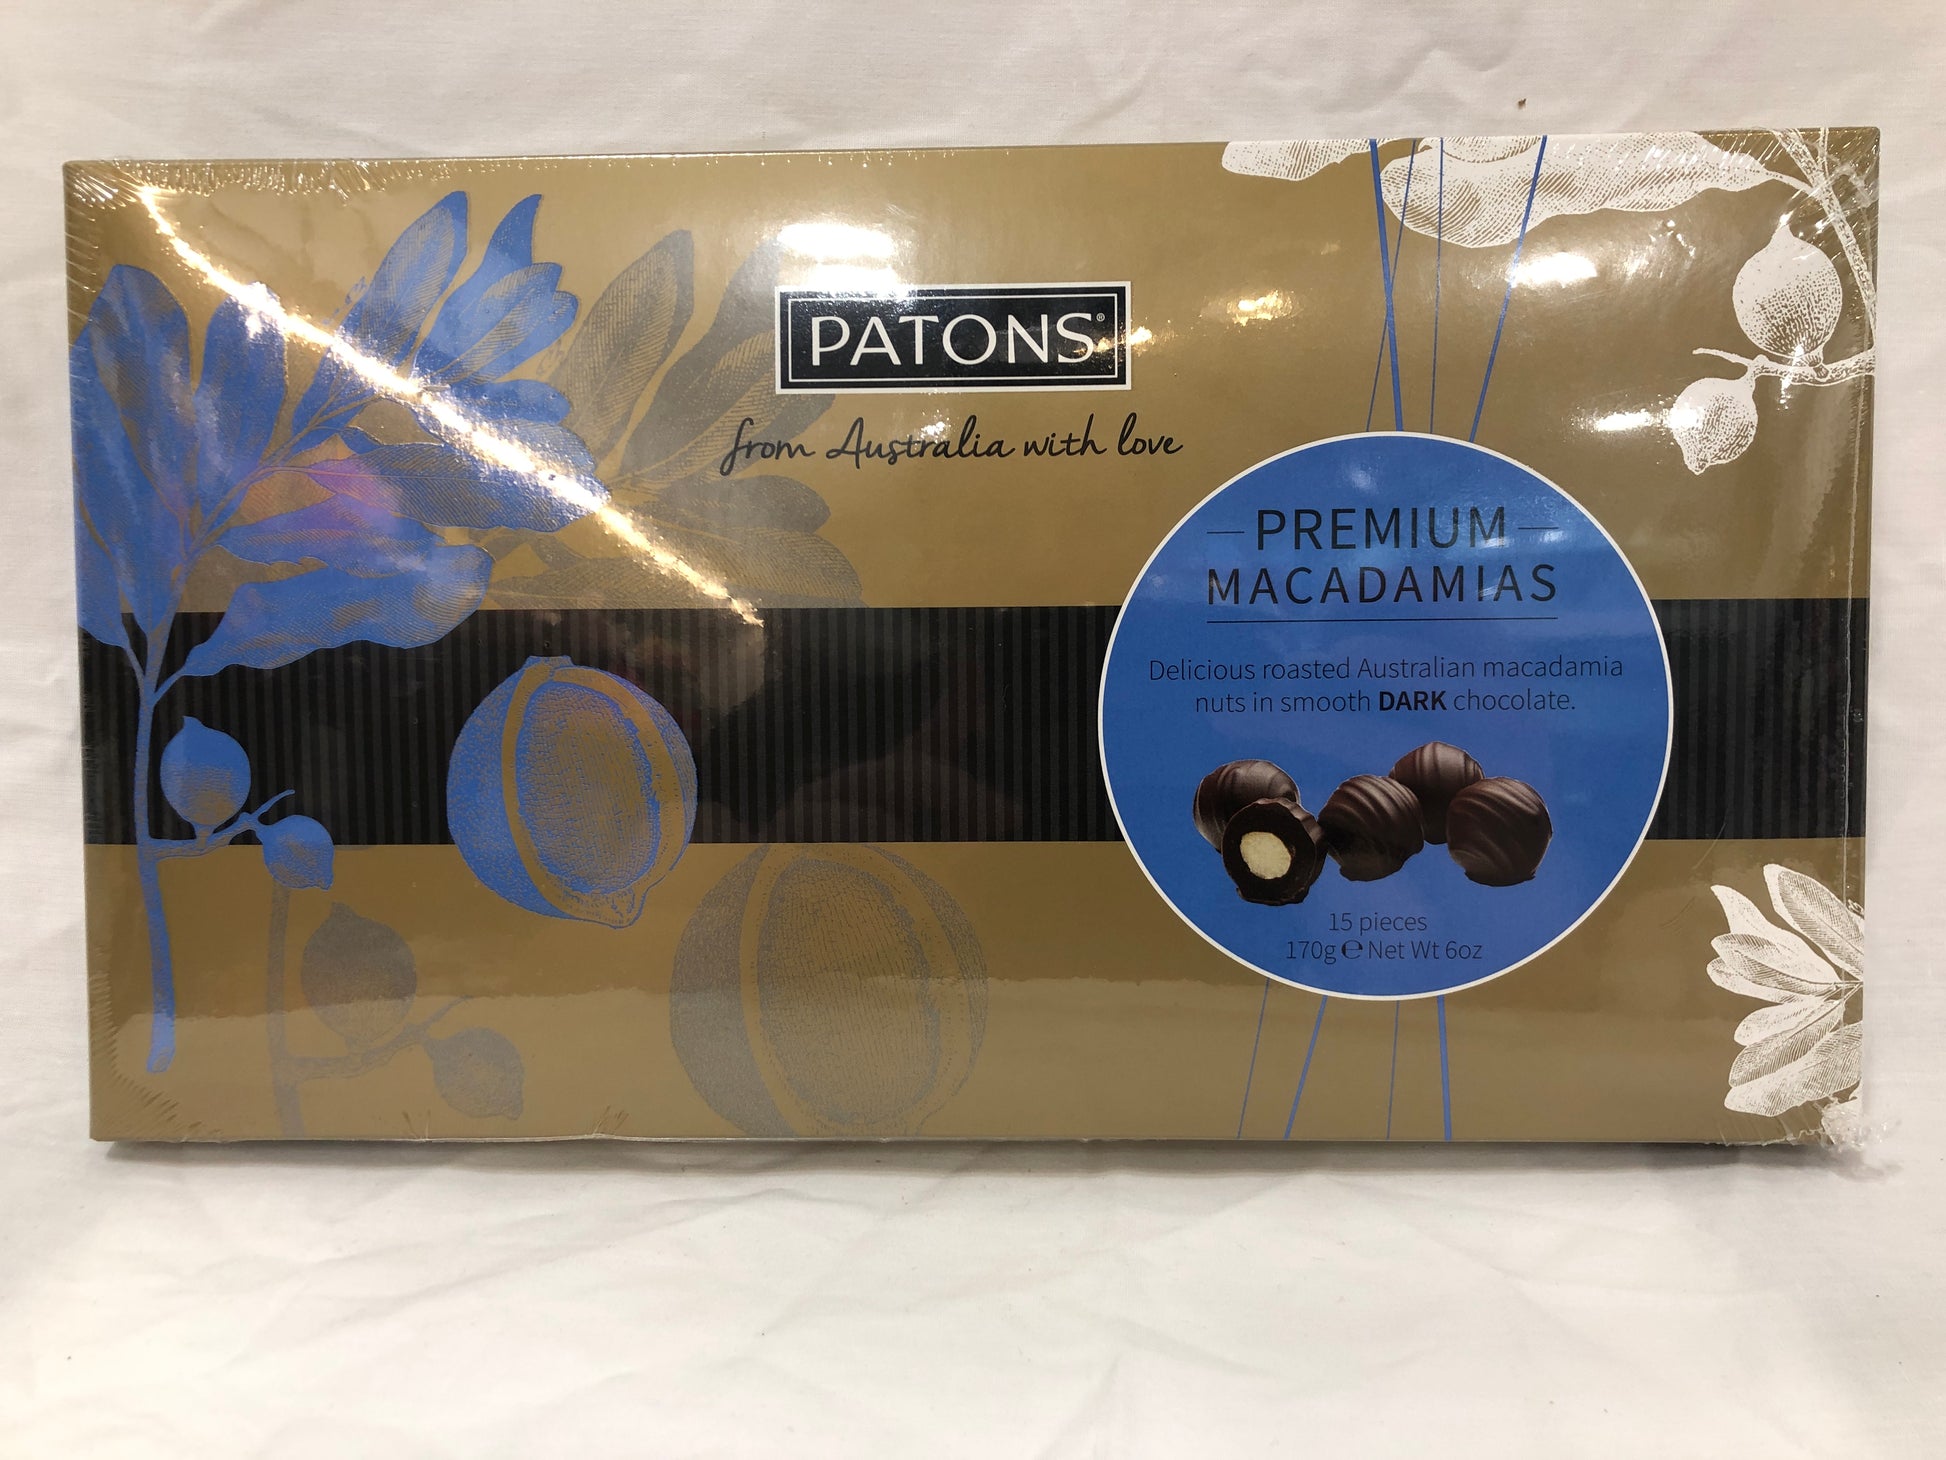 PATONS®
from Australia with love
PREMIUM
MACADAMIAS
Delicious roasted Australian macadamia
nuts in smooth DARK chocolate.
15 pieces
170g ℮ Net Wt 6oz